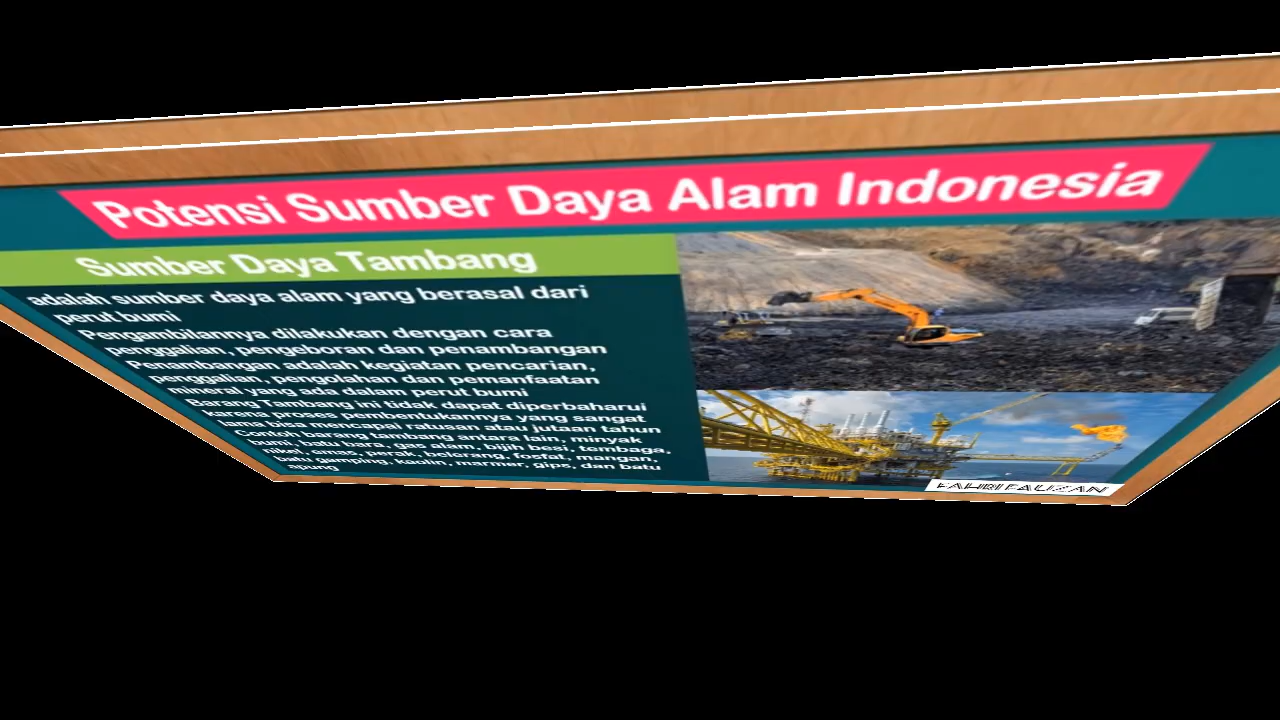 Potensi Sumber Daya Alam Indonesia
Sumber Daya Tambang
adalah sumber daya alam yang berasal dari
perut bumi
Pengambilannya dilakukan dengan cara
penggalian, pengeboran dan penambangan
Penambangan adalah kegiatan pencarian,
penggalian, pengolahan dan pemanfaatan
mineral yang ada dalam perut bumi
Barang Tambang ini tidak dapat diperbaharui
karena proses pembentukannya yang sangat
lama bisa mencapai ratusan atau jutaan tahun
Contoh barang tambang antara lain, minyak
bumi, batu bara, gas alam, bijih besi, tembaga,
nikel, emas, perak, belerang, fosfat, mangan,
batu gamping, kaolin, marmer, gips, dan batu
apung
FAHRI FAUZAN